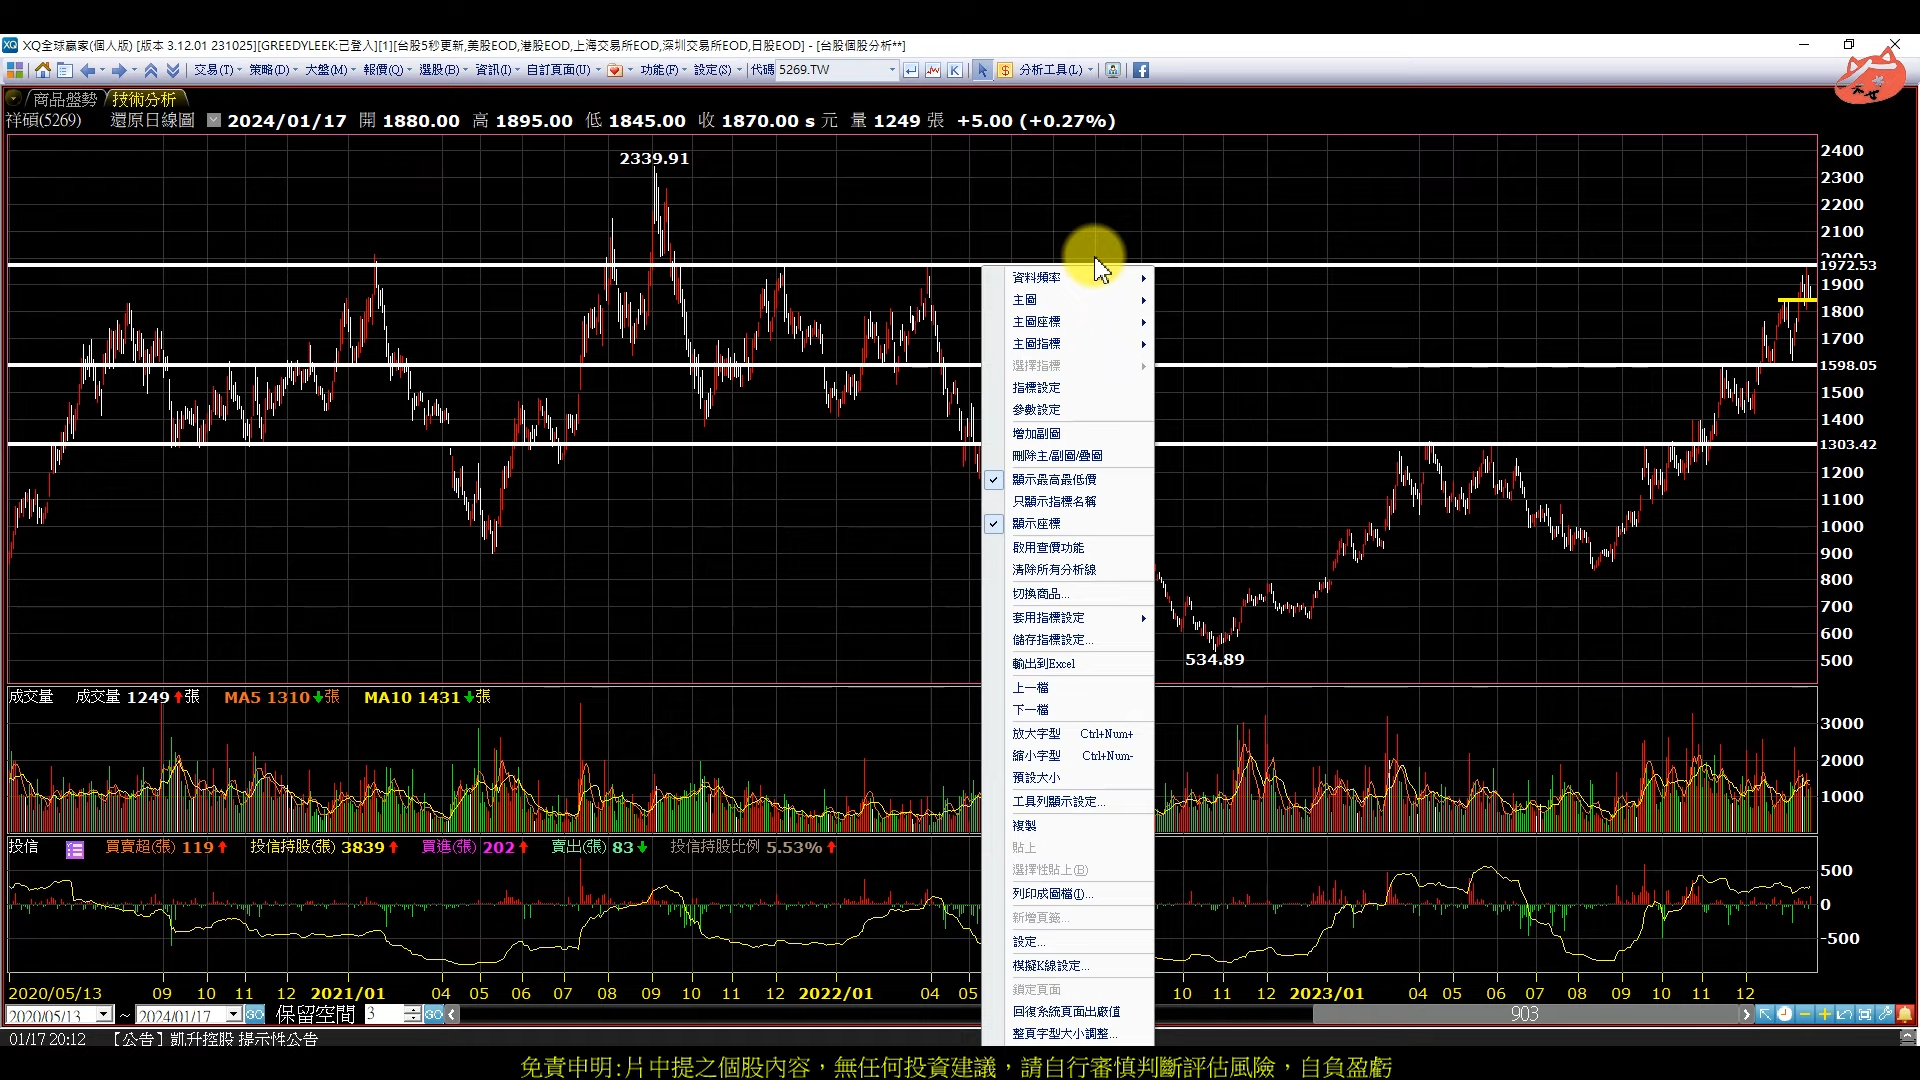 XQ全球贏家(個人版) [版本 3.12.01 231025][GREEDYLEEK:已登入][1][台股5秒更新,美股EOD,港股EOD,上海交易所EOD,深圳交易所EOD,日股EOD] - [台股個股分析**]
交易(T) 策略(D) 大盤(M) 報價(Q) 選股(B) 資訊(I) 自訂頁面(U) 功能(F) 設定(S) 代碼 5269.TW 分析工具(L)
商品盤勢 技術分析
祥碩(5269) 還原日線圖 2024/01/17 開 1880.00 高 1895.00 低 1845.00 收 1870.00 s 元 量 1249 張 +5.00 (+0.27%)
2339.91
534.89
2400
2300
2200
2100
1972.53
1900
1800
1700
1598.05
1500
1400
1303.42
1200
1100
1000
900
800
700
600
500
資料頻率
主圖
主圖座標
主圖指標
選擇指標
指標設定
參數設定
增加副圖
刪除主/副圖/疊圖
顯示最高最低價
只顯示指標名稱
顯示座標
啟用查價功能
清除所有分析線
切換商品...
套用指標設定
儲存指標設定...
輸出到Excel
上一檔
下一檔
放大字型 Ctrl+Num+
縮小字型 Ctrl+Num-
預設大小
工具列顯示設定...
複製
貼上
選擇性貼上(B)
列印成圖檔(I)...
新增頁籤...
設定...
模擬K線設定...
鎖定頁面
回復系統頁面出廠值
整頁字型大小調整...
成交量 成交量 1249 張 MA5 1310 張 MA10 1431 張
3000
2000
1000
投信 買賣超(張) 119 投信持股(張) 3839 買進(張) 202 賣出(張) 83 投信持股比例 5.53%
500
0
-500
2020/05/13 09 10 11 12 2021/01 04 05 06 07 08 09 10 11 12 2022/01 04 05 10 11 12 2023/01 04 05 06 07 08 09 10 11 12
2020/05/13 ~ 2024/01/17 GO 保留空間 3 GO 903
01/17 20:12 【公告】凱升控股 提示性公告
免責申明:片中提之個股內容，無任何投資建議，請自行審慎判斷評估風險，自負盈虧